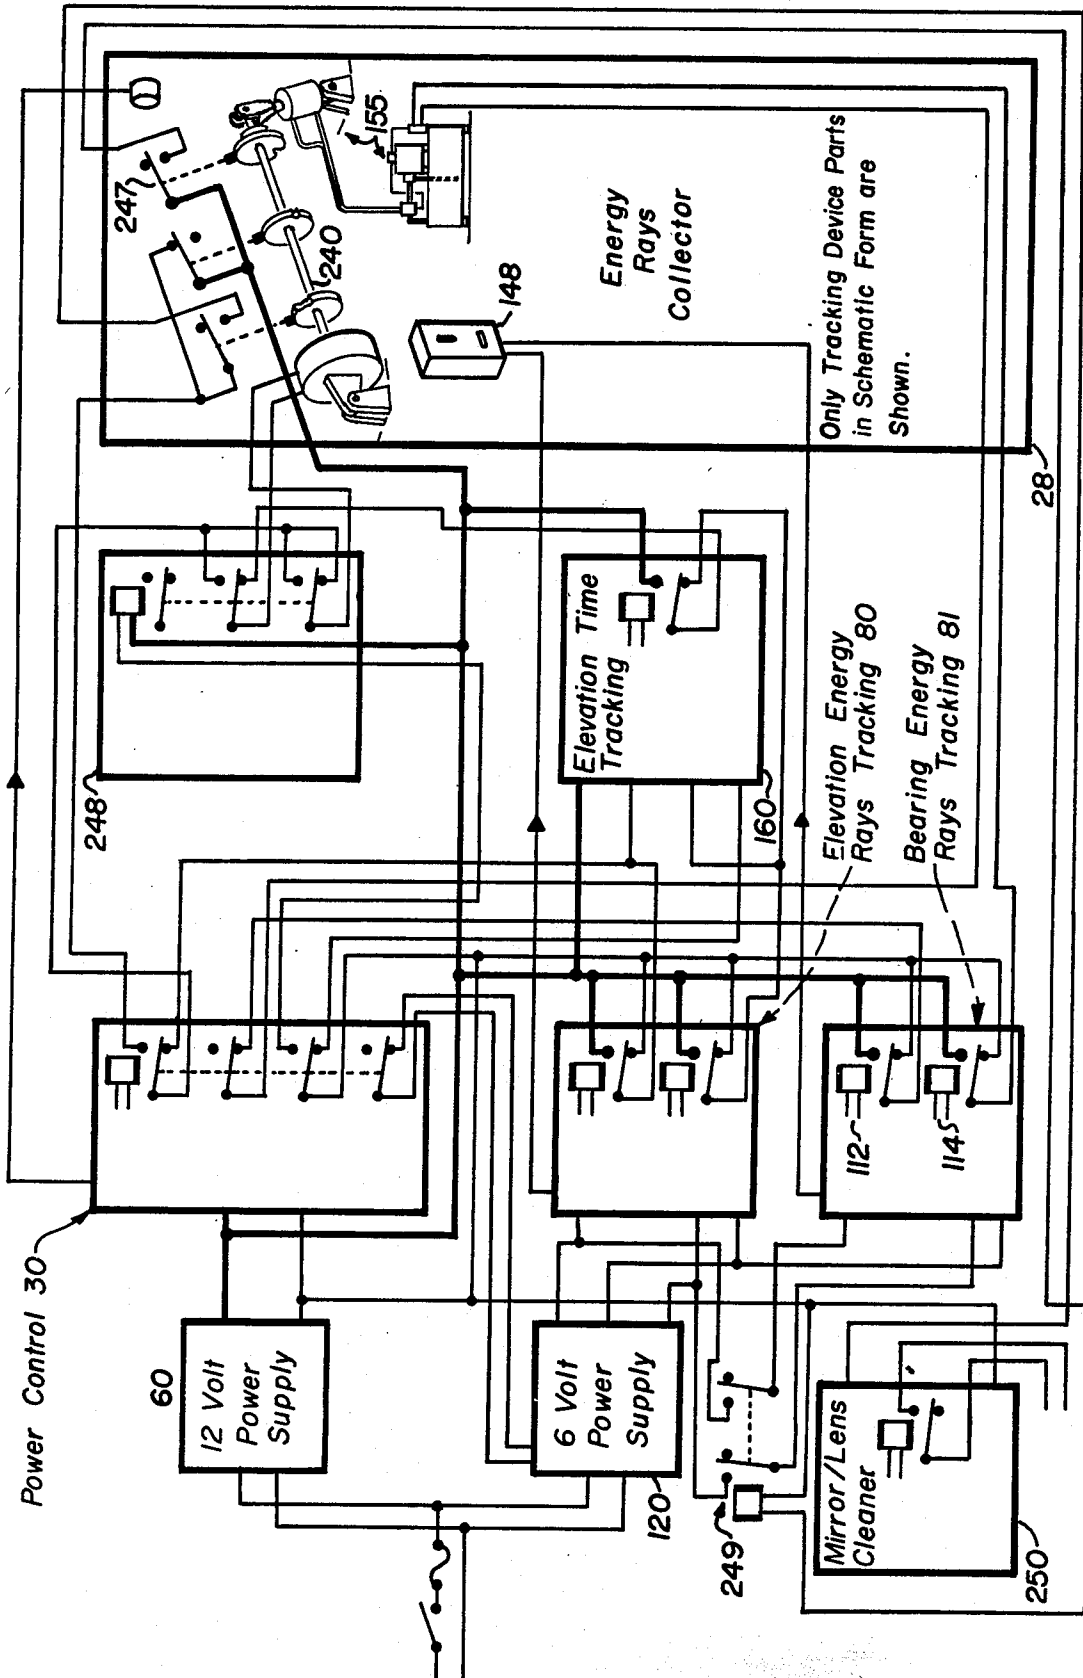 Power Control 30
60
12 Volt
Power
Supply
6 Volt
Power
Supply
120
249
Mirror/Lens
Cleaner
250
248
Elevation Time
Tracking
160
Elevation Energy
Rays Tracking 80
Bearing Energy
Rays Tracking 81
112
114
247
240
155
148
Energy
Rays
Collector
Only Tracking Device Parts
in Schematic Form are
Shown.
28